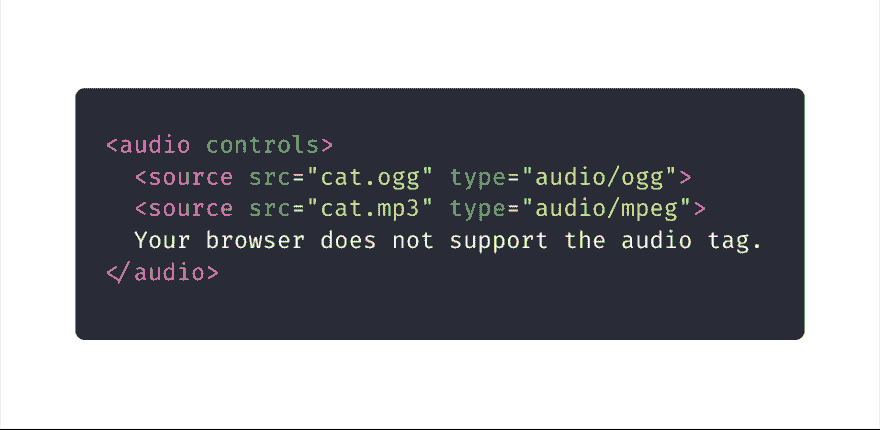 <audio controls>
<source src="cat.ogg" type="audio/ogg">
<source src="cat.mp3" type="audio/mpeg">
Your browser does not support the audio tag.
</audio>